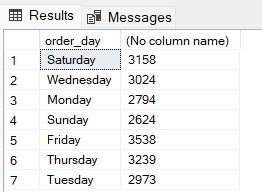 Results Messages
order_day (No column name)
1 Saturday 3158
2 Wednesday 3024
3 Monday 2794
4 Sunday 2624
5 Friday 3538
6 Thursday 3239
7 Tuesday 2973